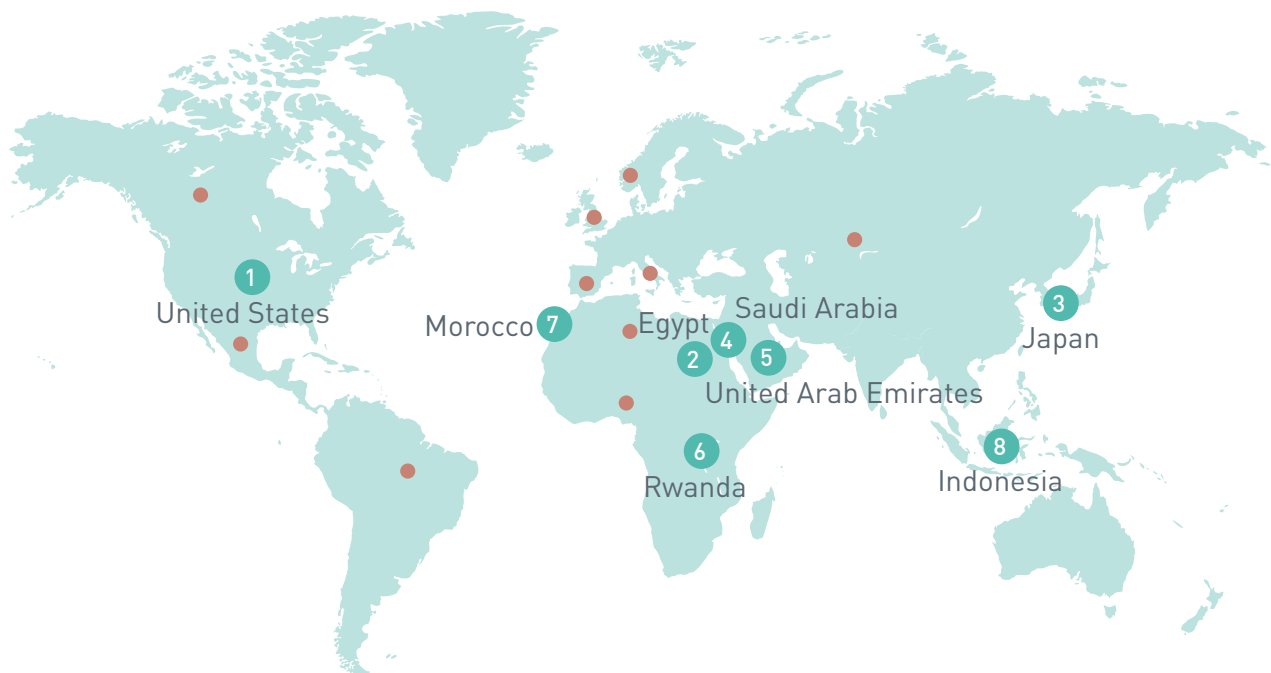 1
United States
Morocco
7
Egypt
Saudi Arabia
4
2
5
United Arab Emirates
3
Japan
6
Rwanda
8
Indonesia